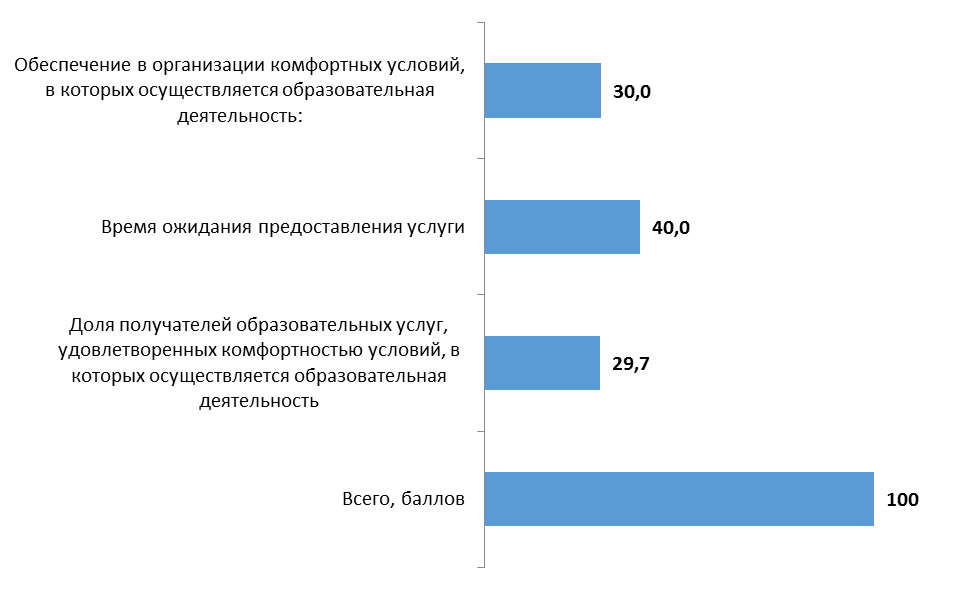 Обеспечение в организации комфортных условий,
в которых осуществляется образовательная
деятельность:
30,0
Время ожидания предоставления услуги
40,0
Доля получателей образовательных услуг,
удовлетворенных комфортностью условий, в
которых осуществляется образовательная
деятельность
29,7
Всего, баллов
100